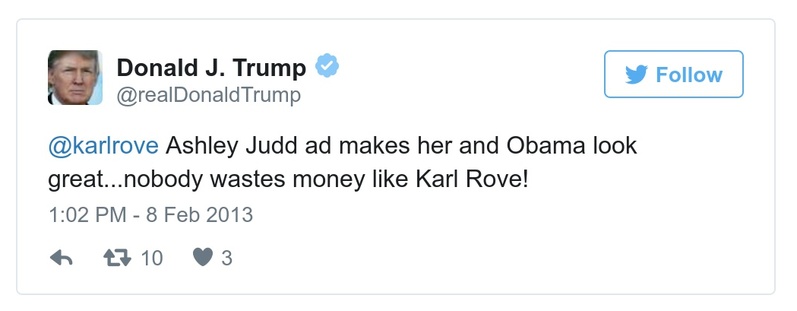 Donald J. Trump
@realDonaldTrump
Follow
@karlrove Ashley Judd ad makes her and Obama look
great...nobody wastes money like Karl Rove!
1:02 PM - 8 Feb 2013
10 3